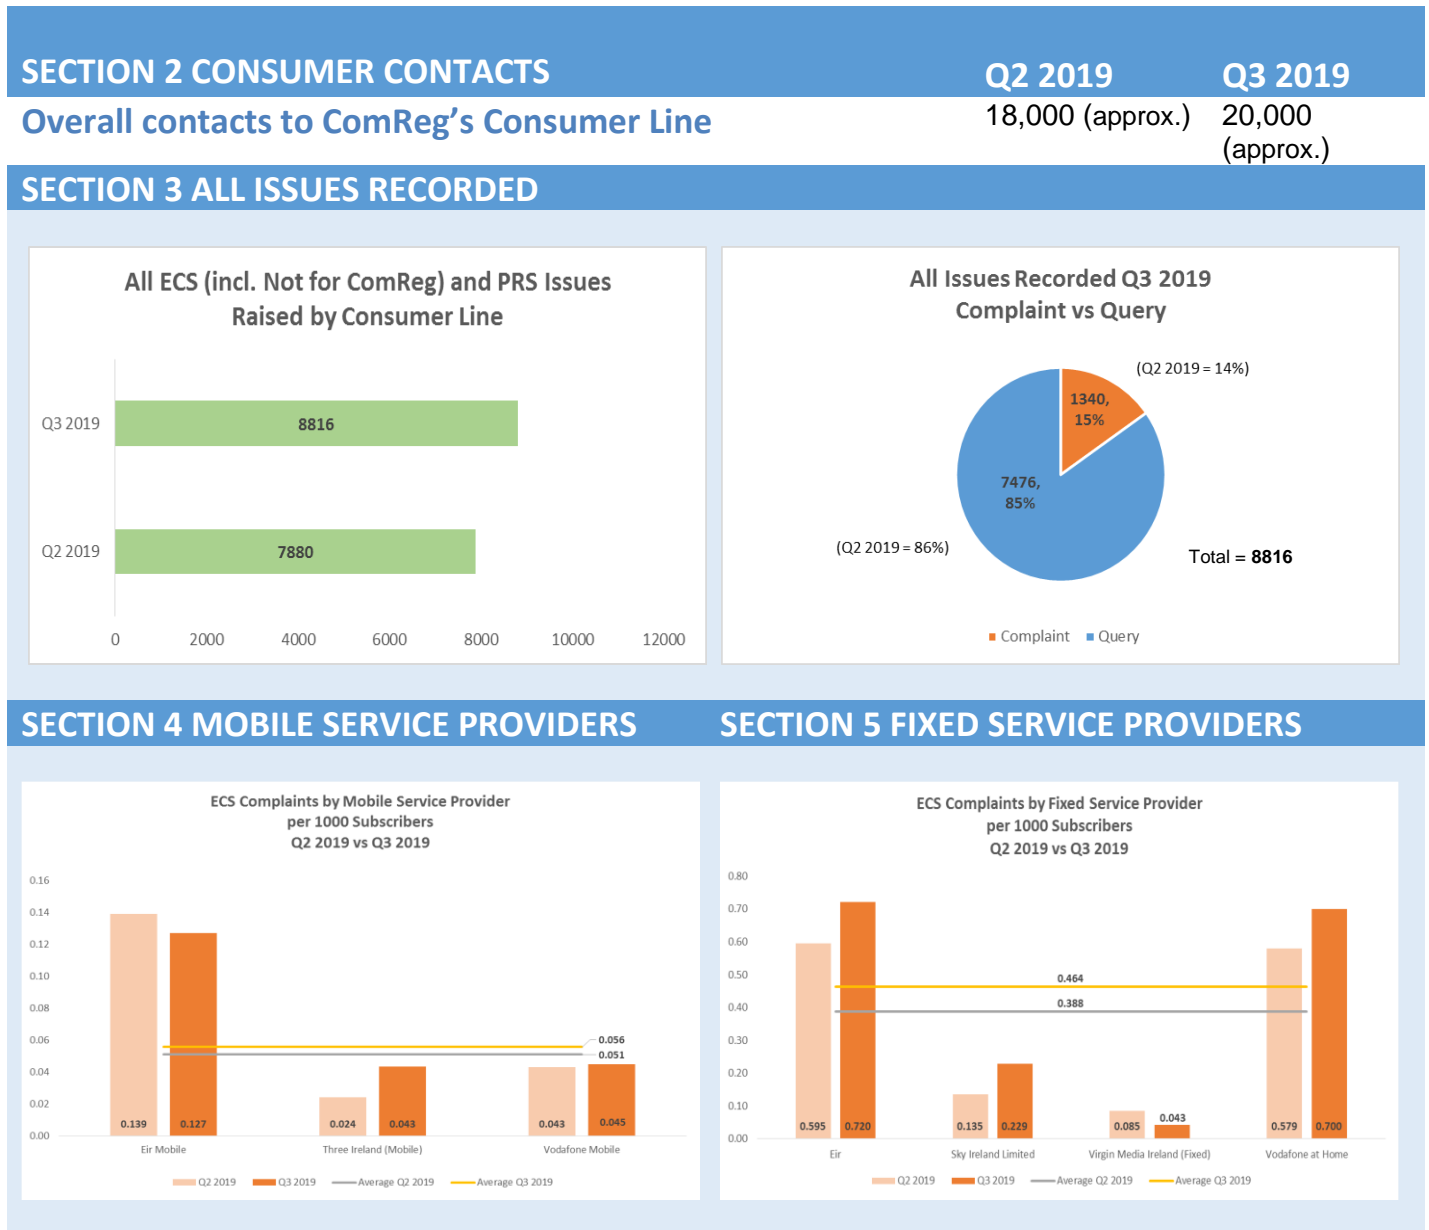 SECTION 2 CONSUMER CONTACTS
Q2 2019
Q3 2019
Overall contacts to ComReg's Consumer Line
18,000 (approx.)
20,000
(approx.)
SECTION 3 ALL ISSUES RECORDED
All ECS (incl. Not for ComReg) and PRS Issues
Raised by Consumer Line
Q3 2019
8816
Q2 2019
7880
0
2000
4000
6000
8000
10000
12000
All Issues Recorded Q3 2019
Complaint vs Query
(Q2 2019 = 14%)
1340,
15%
7476,
85%
(Q2 2019 = 86%)
Total = 8816
Complaint
Query
SECTION 4 MOBILE SERVICE PROVIDERS
SECTION 5 FIXED SERVICE PROVIDERS
ECS Complaints by Mobile Service Provider
per 1000 Subscribers
Q2 2019 vs Q3 2019
0.16
0.14
0.12
0.10
0.08
0.06
0.04
0.02
0.00
0.056
0.051
0.139
0.127
0.024
0.043
0.043
0.045
Eir Mobile
Three Ireland (Mobile)
Vodafone Mobile
Q2 2019
Q3 2019
Average Q2 2019
Average Q3 2019
ECS Complaints by Fixed Service Provider
per 1000 Subscribers
Q2 2019 vs Q3 2019
0.80
0.70
0.60
0.50
0.40
0.30
0.20
0.10
0.00
0.464
0.388
0.595
0.720
0.135
0.229
0.085
0.043
0.579
0.700
Eir
Sky Ireland Limited
Virgin Media Ireland (Fixed)
Vodafone at Home
Q2 2019
Q3 2019
Average Q2 2019
Average Q3 2019